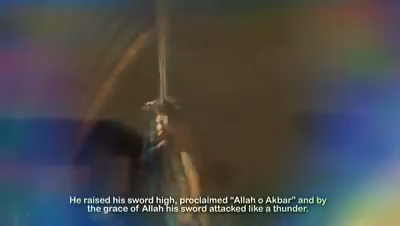 He raised his sword high, proclaimed "Allah o Akbar" and by
the grace of Allah his sword attacked like a thunder.